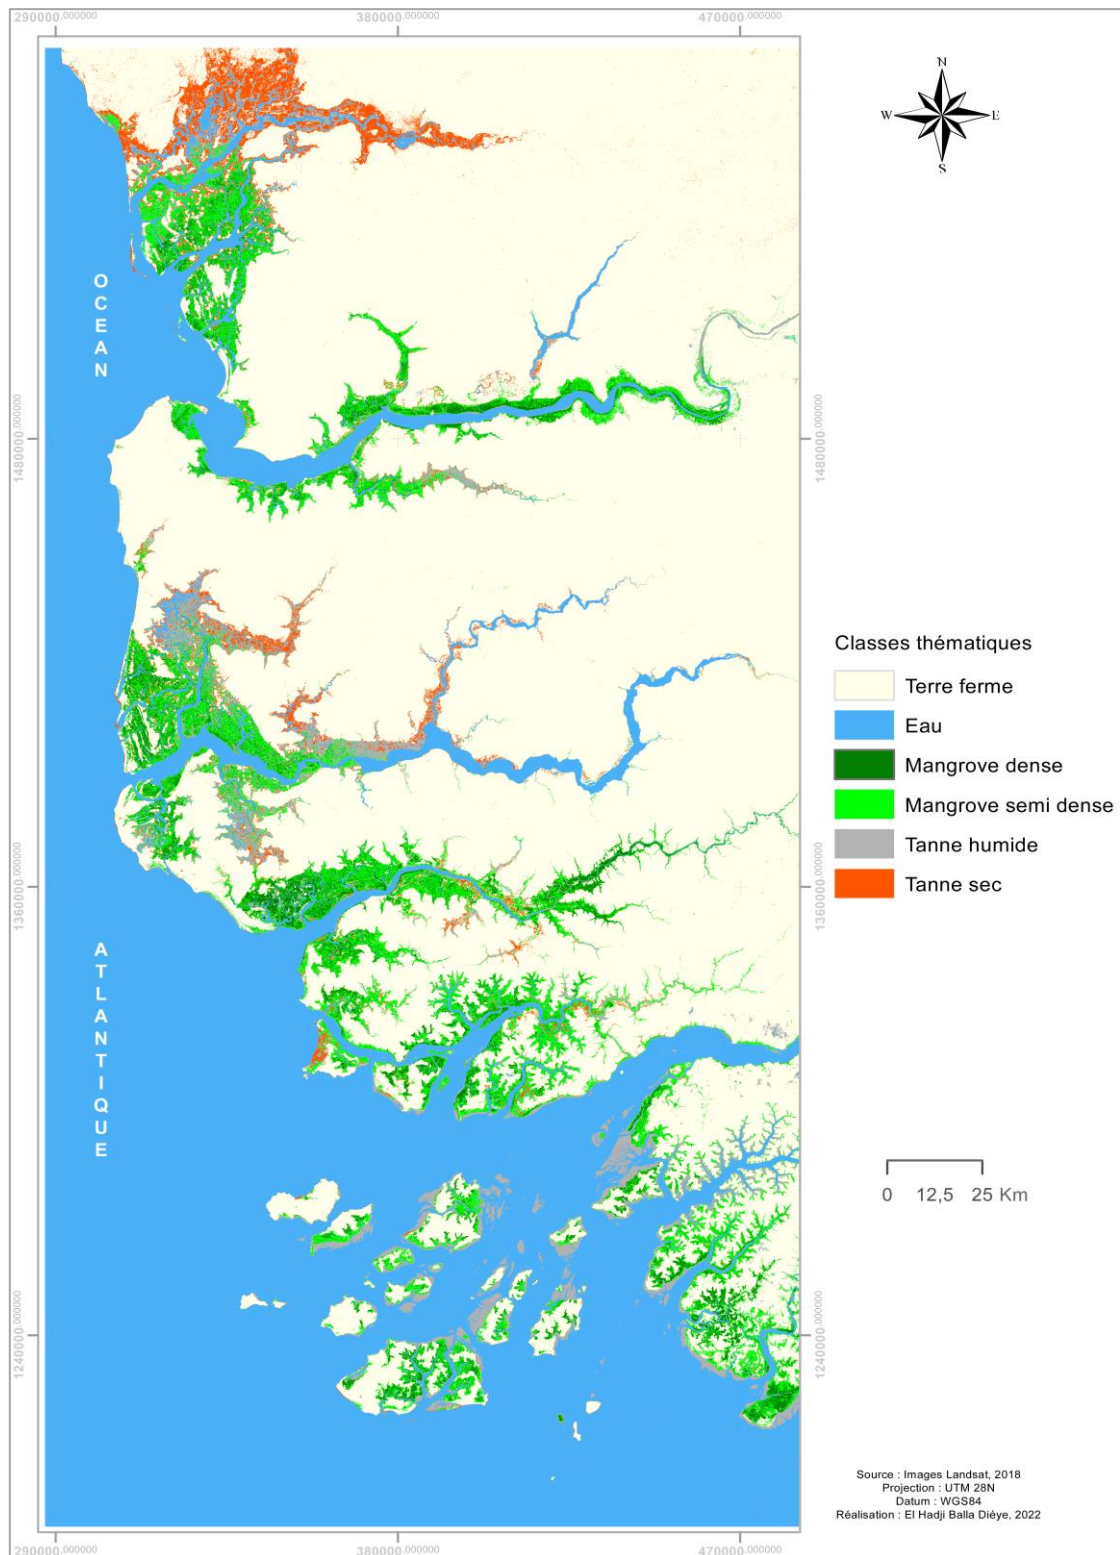 290000,000000 380000,000000 470000,000000
N
W E
S
OCEAN
1480000,000000 1480000,000000
Classes thématiques
Terre ferme
Eau
Mangrove dense
Mangrove semi dense
Tanne humide
Tanne sec
1360000,000000 1360000,000000
ATLANTIQUE
0 12,5 25 Km
1240000,000000 1240000,000000
Source : Images Landsat, 2018
Projection : UTM 28N
Datum : WGS84
Réalisation : El Hadji Balla Diéye, 2022
290000,000000 380000,000000 470000,000000